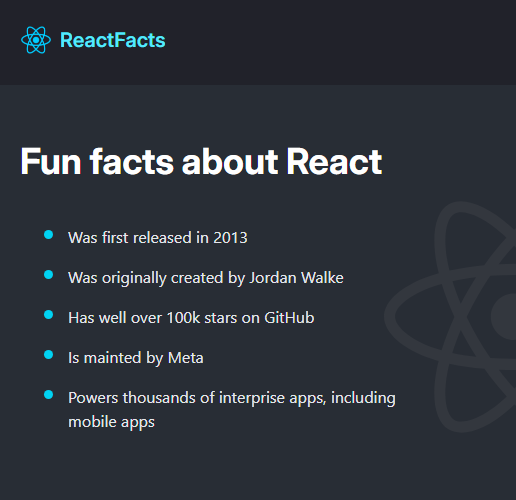 ReactFacts
Fun facts about React
Was first released in 2013
Was originally created by Jordan Walke
Has well over 100k stars on GitHub
Is mainted by Meta
Powers thousands of interprise apps, including
mobile apps